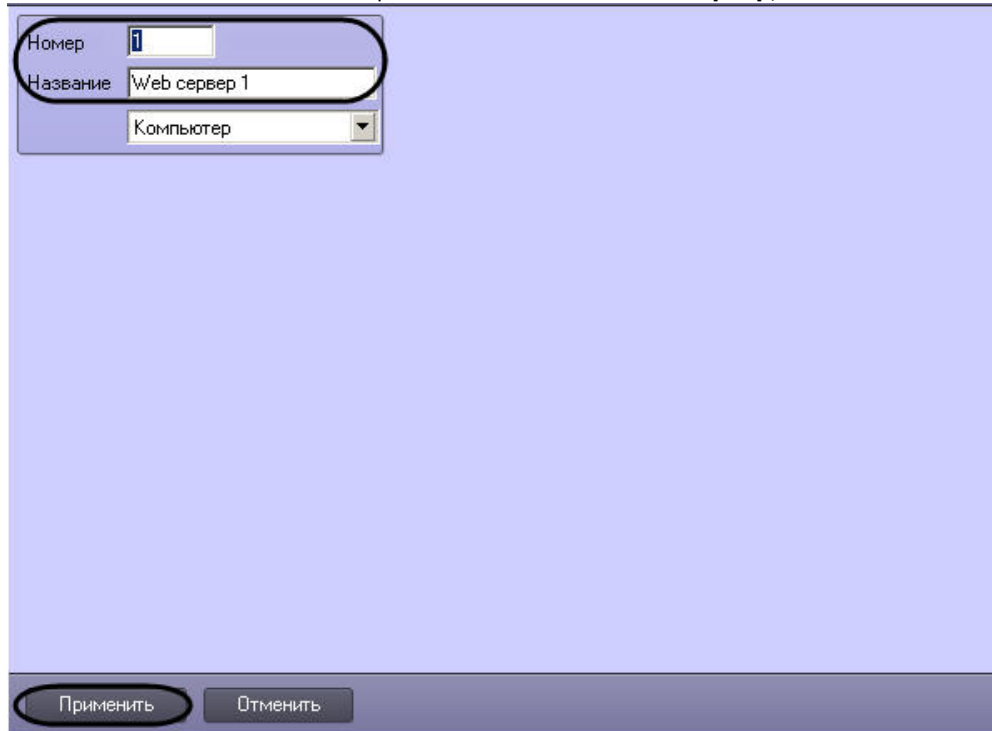 Номер 1
Название Web сервер 1
Компьютер
Применить Отменить